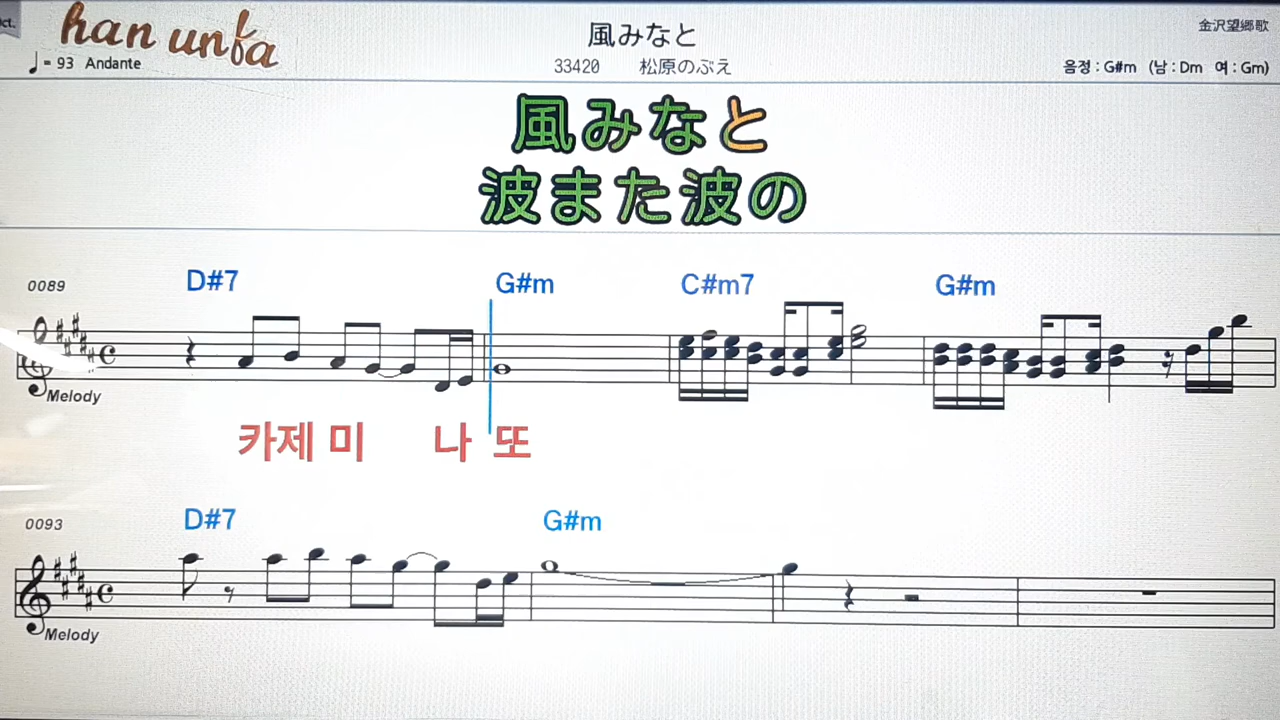 ct.
han unfa
♩= 93 Andante
風みなと
33420 松原のぶえ
金沢望郷歌
음정 : G#m (남 : Dm 여 : Gm)
風みなと
波また波の
0089 D#7 G#m C#m7 G#m
Melody
카제 미 나 또
0093 D#7 G#m
Melody